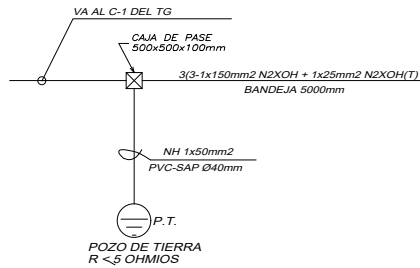 VA AL C-1 DEL TG
CAJA DE PASE
500x500x100mm
3(3-1x150mm2 N2XOH + 1x25mm2 N2XOH(T)
BANDEJA 5000mm
NH 1x50mm2
PVC-SAP Ø40mm
P.T.
POZO DE TIERRA
R <5 OHMIOS